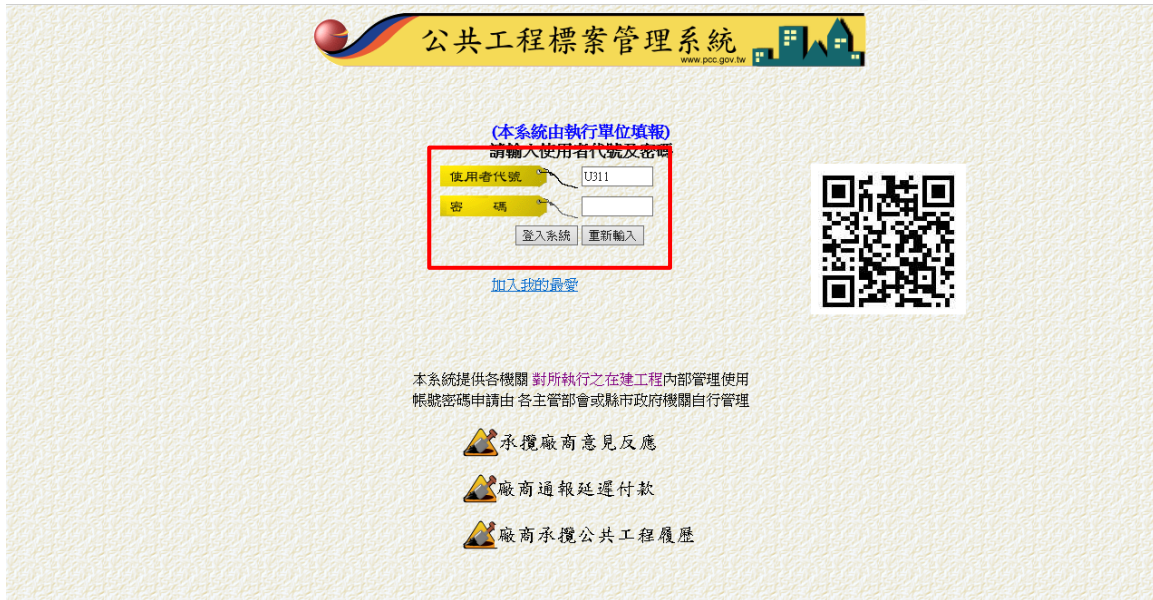 公共工程標案管理系統
www.pcc.gov.tw
(本系統由執行單位填報)
請輸入使用者代號及密碼
使用者代號 U311
密 碼
登入系統 重新輸入
加入我的最愛
本系統提供各機關 對所執行之在建工程內部管理使用
帳號密碼申請由 各主管部會或縣市政府機關自行管理
承攬廠商意見反應
廠商通報延遲付款
廠商承攬公共工程履歷